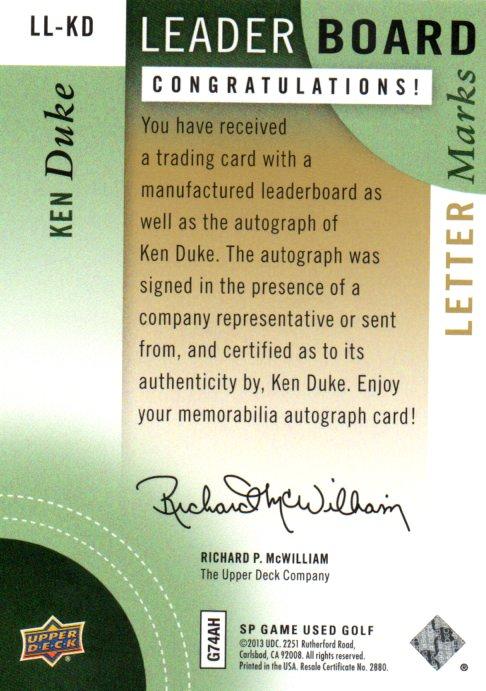 LL-KD
LEADER BOARD
CONGRATULATIONS!
KEN Duke
LETTER Marks
You have received
a trading card with a
manufactured leaderboard as
well as the autograph of
Ken Duke. The autograph was
signed in the presence of a
company representative or sent
from, and certified as to its
authenticity by, Ken Duke. Enjoy
your memorabilia autograph card!
Richard McWilliam
RICHARD P. McWILLIAM
The Upper Deck Company
G74AH
SP GAME USED GOLF
©2013 UDC. 2251 Rutherford Road,
Carlsbad, CA 92008. All rights reserved.
Printed in the USA. Resale Certificate No. 2880.
UPPER
DECK
®
®